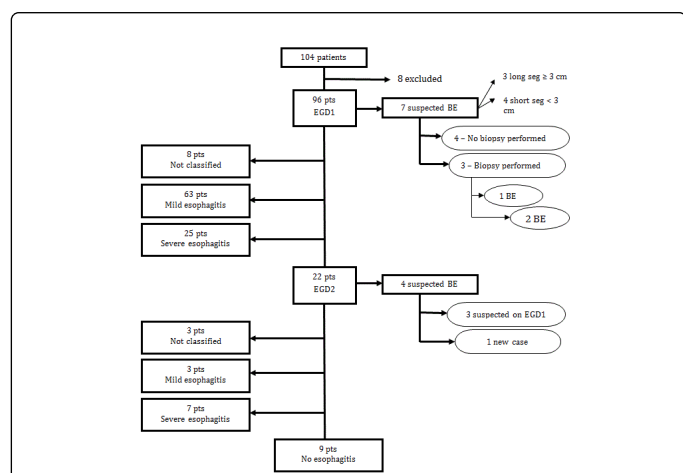 104 patients
8 excluded
96 pts
EGD1
7 suspected BE
3 long seg ≥ 3 cm
4 short seg < 3
cm
4 – No biopsy performed
3 – Biopsy performed
1 BE
2 BE
8 pts
Not classified
63 pts
Mild esophagitis
25 pts
Severe esophagitis
22 pts
EGD2
4 suspected BE
3 suspected on EGD1
1 new case
3 pts
Not classified
3 pts
Mild esophagitis
7 pts
Severe esophagitis
9 pts
No esophagitis